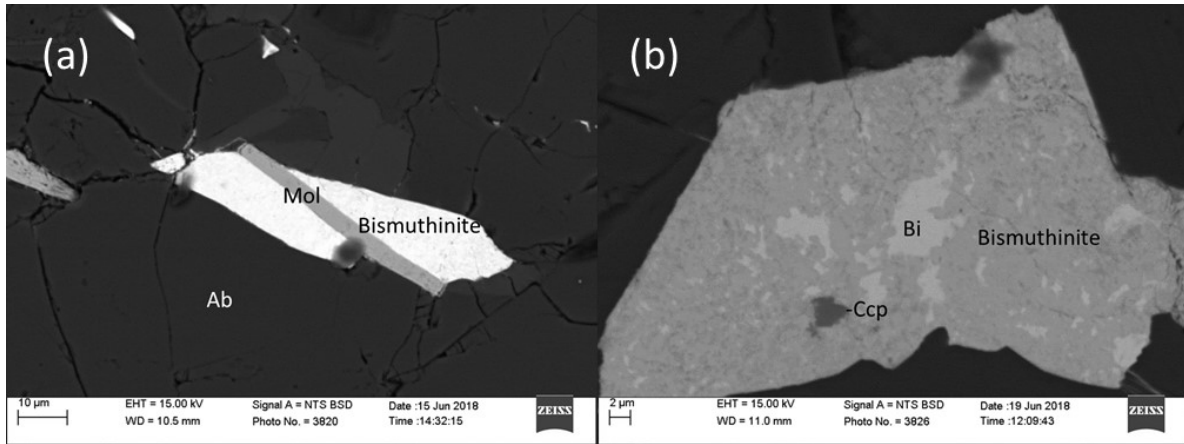 (a)
Mol
Bismuthinite
Ab
10 µm
EHT = 15.00 kV
Signal A = NTS BSD
Date :15 Jun 2018
WD = 10.5 mm
Photo No. = 3820
Time :14:32:15
ZEISS
(b)
Bi
Bismuthinite
-Ccp
2 µm
EHT = 15.00 kV
Signal A = NTS BSD
Date :19 Jun 2018
WD = 11.0 mm
Photo No. = 3826
Time :12:09:43
ZEISS